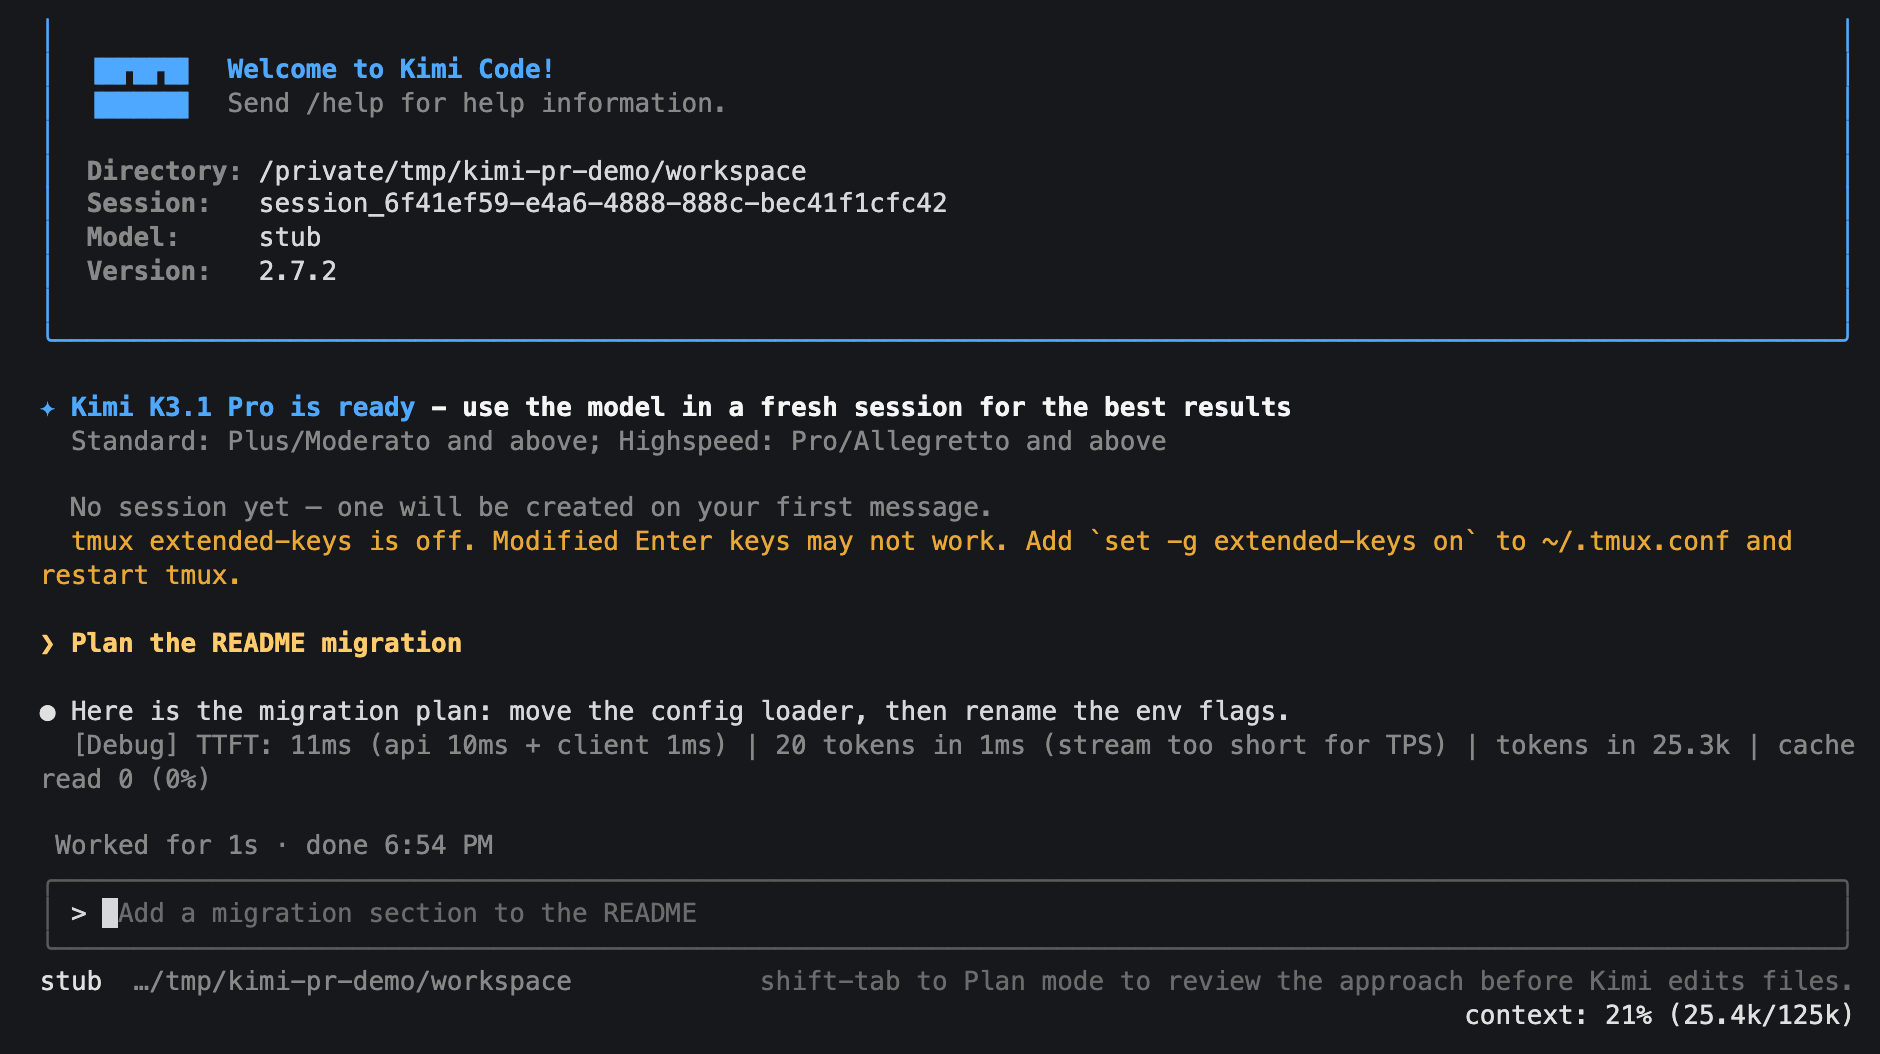 Welcome to Kimi Code!
Send /help for help information.
Directory: /private/tmp/kimi-pr-demo/workspace
Session: session_6f41ef59-e4a6-4888-888c-bec41f1cfc42
Model: stub
Version: 2.7.2
✦ Kimi K3.1 Pro is ready – use the model in a fresh session for the best results
Standard: Plus/Moderato and above; Highspeed: Pro/Allegretto and above
No session yet — one will be created on your first message.
tmux extended-keys is off. Modified Enter keys may not work. Add `set -g extended-keys on` to ~/.tmux.conf and
restart tmux.
❯ Plan the README migration
● Here is the migration plan: move the config loader, then rename the env flags.
[Debug] TTFT: 11ms (api 10ms + client 1ms) | 20 tokens in 1ms (stream too short for TPS) | tokens in 25.3k | cache
read 0 (0%)
Worked for 1s · done 6:54 PM
> Add a migration section to the README
stub …/tmp/kimi-pr-demo/workspace shift-tab to Plan mode to review the approach before Kimi edits files.
context: 21% (25.4k/125k)